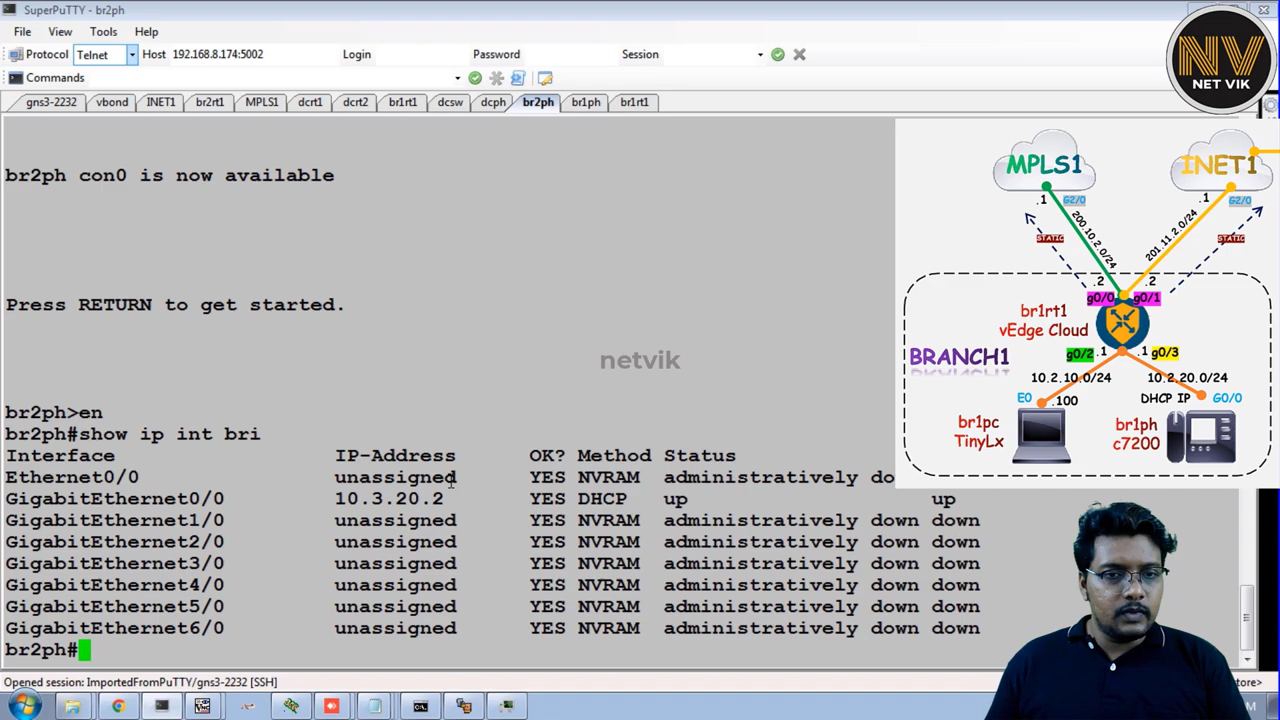 SuperPuTTY - br2ph
File View Tools Help
Protocol Telnet Host 192.168.8.174:5002 Login Password Session
Commands
gns3-2232 vbond INET1 br2rt1 MPLS1 dcrt1 dcrt2 br1rt1 dcsw dcph br2ph br1ph br1rt1
NV
NET VIK
br2ph con0 is now available
Press RETURN to get started.
netvik
br2ph>en
br2ph#show ip int bri
Interface IP-Address OK? Method Status
Ethernet0/0 unassigned YES NVRAM administratively do
GigabitEthernet0/0 10.3.20.2 YES DHCP up up
GigabitEthernet1/0 unassigned YES NVRAM administratively down down
GigabitEthernet2/0 unassigned YES NVRAM administratively down down
GigabitEthernet3/0 unassigned YES NVRAM administratively down down
GigabitEthernet4/0 unassigned YES NVRAM administratively down down
GigabitEthernet5/0 unassigned YES NVRAM administratively down down
GigabitEthernet6/0 unassigned YES NVRAM administratively down down
br2ph#
MPLS1 INET1
.1 G2/0 .1 G2/0
200.10.2.0/24 201.11.2.0/24
STATIC STATIC
.2 .2
g0/0 g0/1
br1rt1
vEdge Cloud
BRANCH1
g0/2 .1 .1 g0/3
10.2.10.0/24 10.2.20.0/24
E0 .100 DHCP IP G0/0
br1pc
TinyLx
br1ph
c7200
Opened session: ImportedFromPuTTY/gns3-2232 [SSH]
tore>